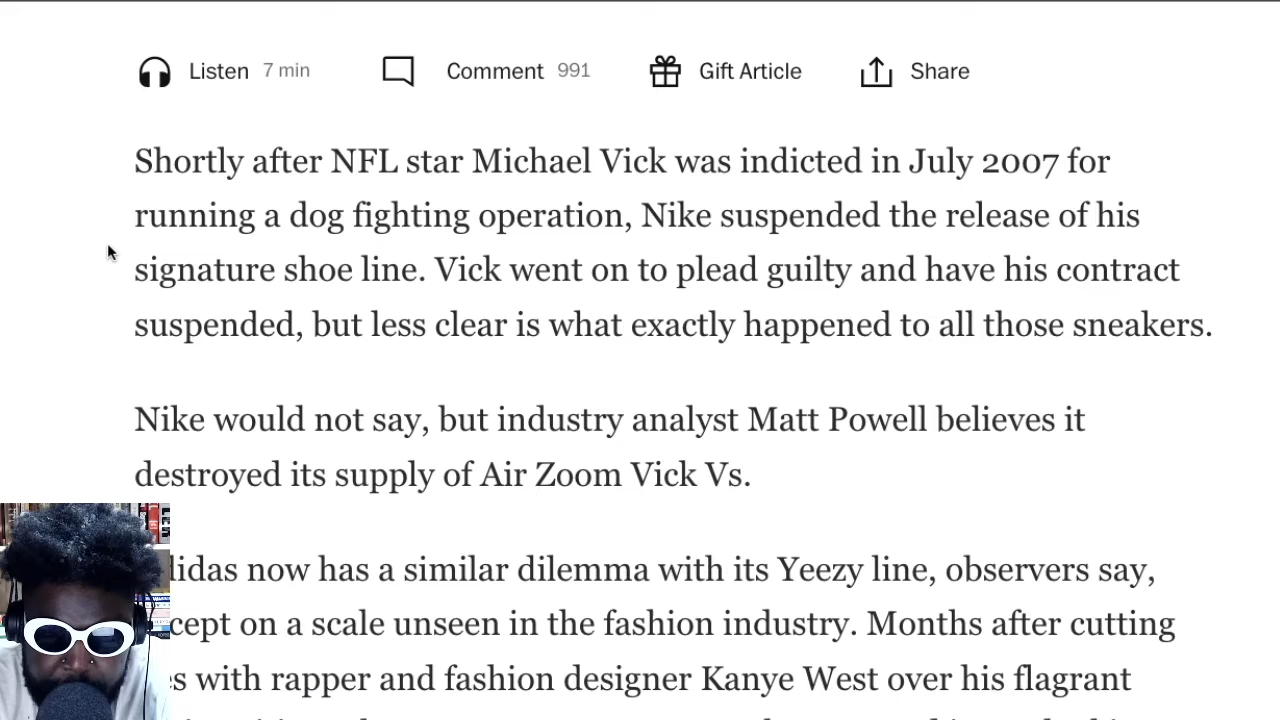 Listen 7 min Comment 991 Gift Article Share
Shortly after NFL star Michael Vick was indicted in July 2007 for
running a dog fighting operation, Nike suspended the release of his
signature shoe line. Vick went on to plead guilty and have his contract
suspended, but less clear is what exactly happened to all those sneakers.
Nike would not say, but industry analyst Matt Powell believes it
destroyed its supply of Air Zoom Vick Vs.
didas now has a similar dilemma with its Yeezy line, observers say,
cept on a scale unseen in the fashion industry. Months after cutting
es with rapper and fashion designer Kanye West over his flagrant